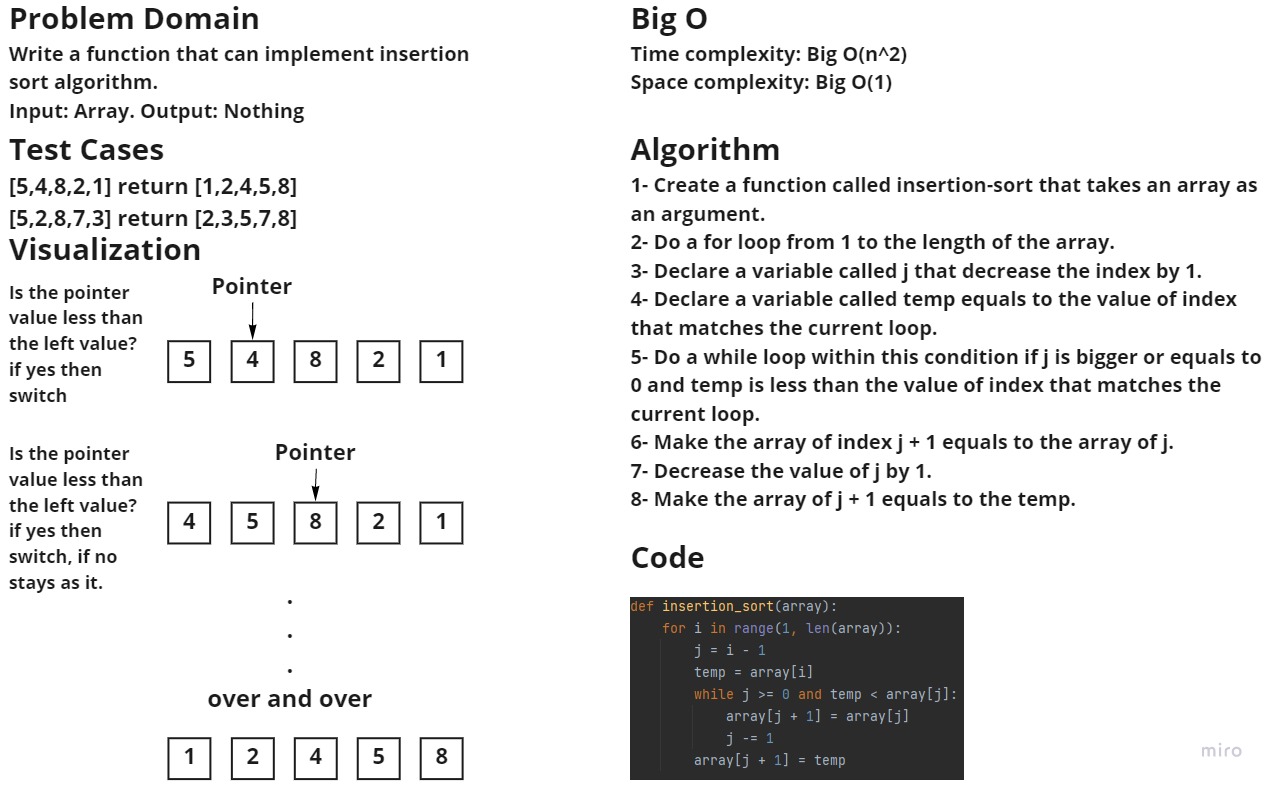 Problem Domain
Write a function that can implement insertion
sort algorithm.
Input: Array. Output: Nothing
Test Cases
[5,4,8,2,1] return [1,2,4,5,8]
[5,2,8,7,3] return [2,3,5,7,8]
Visualization
Is the pointer
value less than
the left value?
if yes then
switch
Pointer
5 4 8 2 1
Is the pointer
value less than
the left value?
if yes then
switch, if no
stays as it.
Pointer
4 5 8 2 1
.
.
.
over and over
1 2 4 5 8
Big O
Time complexity: Big O(n^2)
Space complexity: Big O(1)
Algorithm
1- Create a function called insertion-sort that takes an array as
an argument.
2- Do a for loop from 1 to the length of the array.
3- Declare a variable called j that decrease the index by 1.
4- Declare a variable called temp equals to the value of index
that matches the current loop.
5- Do a while loop within this condition if j is bigger or equals to
0 and temp is less than the value of index that matches the
current loop.
6- Make the array of index j + 1 equals to the array of j.
7- Decrease the value of j by 1.
8- Make the array of j + 1 equals to the temp.
Code
def insertion_sort(array):
    for i in range(1, len(array)):
        j = i - 1
        temp = array[i]
        while j >= 0 and temp < array[j]:
            array[j + 1] = array[j]
            j -= 1
        array[j + 1] = temp
miro